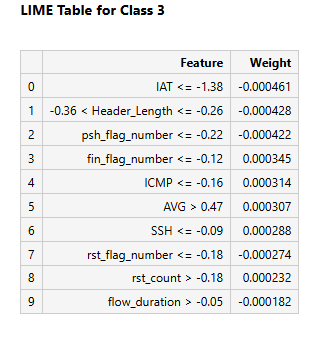 LIME Table for Class 3
Feature Weight
0 IAT <= -1.38 -0.000461
1 -0.36 < Header_Length <= -0.26 -0.000428
2 psh_flag_number <= -0.22 -0.000422
3 fin_flag_number <= -0.12 0.000345
4 ICMP <= -0.16 0.000314
5 AVG > 0.47 0.000307
6 SSH <= -0.09 0.000288
7 rst_flag_number <= -0.18 -0.000274
8 rst_count > -0.18 0.000232
9 flow_duration > -0.05 -0.000182